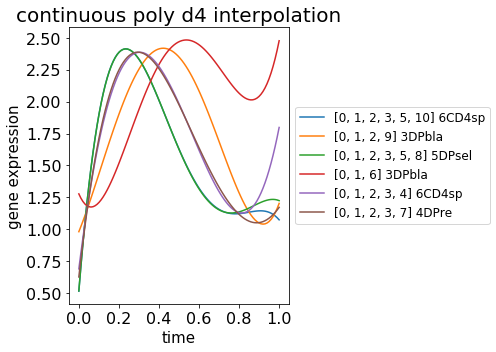 continuous poly d4 interpolation
gene expression
2.50
2.25
2.00
1.75
1.50
1.25
1.00
0.75
0.50
0.0 0.2 0.4 0.6 0.8 1.0
time
[0, 1, 2, 3, 5, 10] 6CD4sp
[0, 1, 2, 9] 3DPbla
[0, 1, 2, 3, 5, 8] 5DPsel
[0, 1, 6] 3DPbla
[0, 1, 2, 3, 4] 6CD4sp
[0, 1, 2, 3, 7] 4DPre